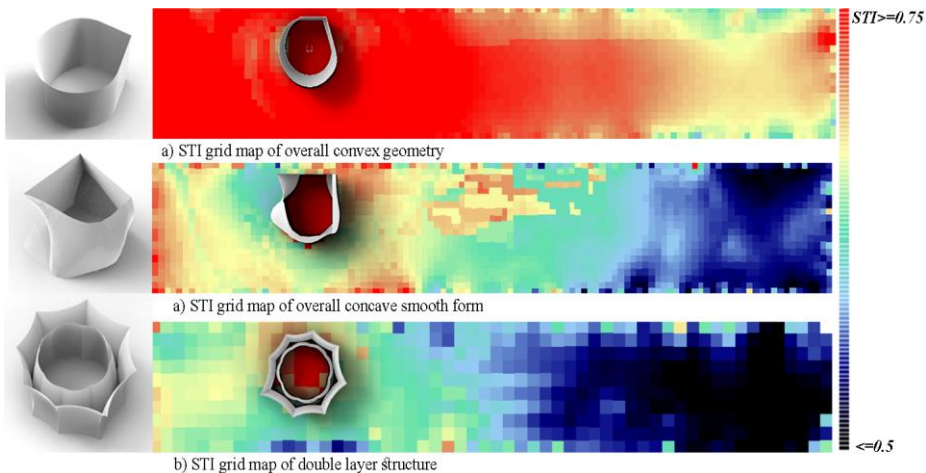 STI>=0.75
a) STI grid map of overall convex geometry
a) STI grid map of overall concave smooth form
<=0.5
b) STI grid map of double layer structure